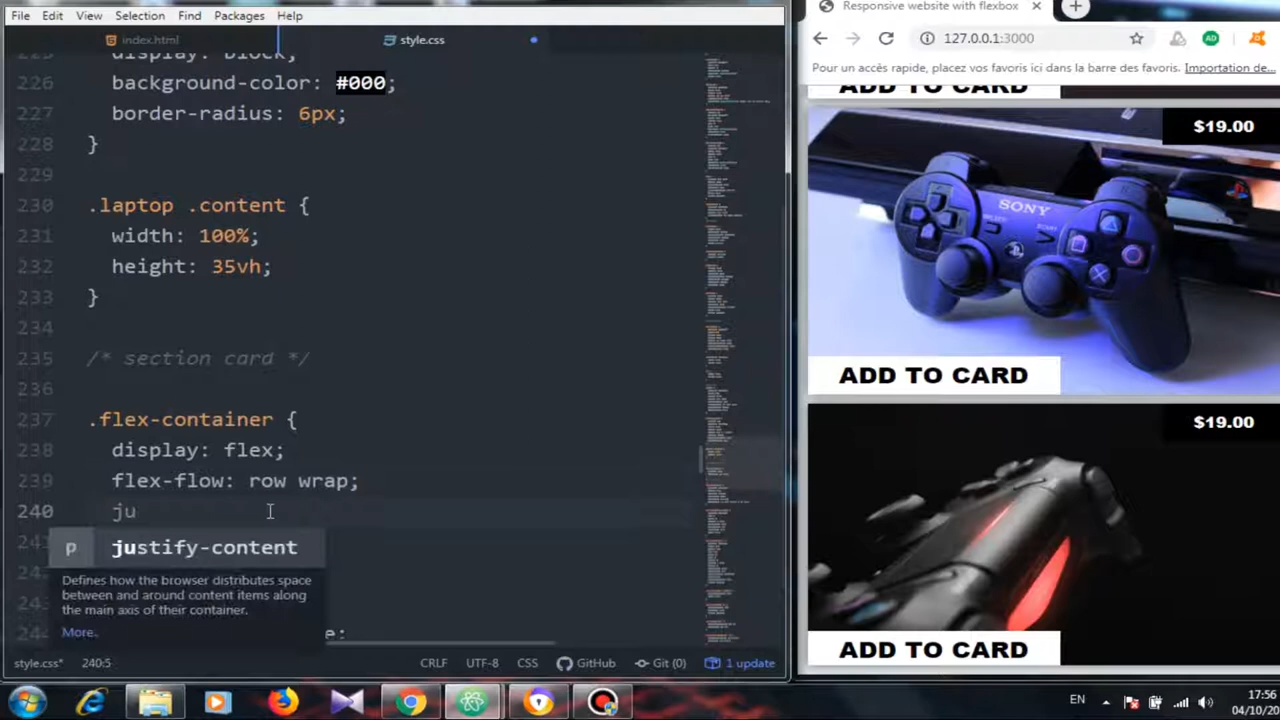 File Edit View Selection Find Packages Help
index.html
style.css
display: block;
226 background-color: #000;
227 border-radius: 6px;
228 }
229
230 .laptop-content {
231 width: 100%;
232 height: 35vh;
233 }
234
235 section card
236
237 .flex-container
238 display: flex;
239 flex-flow: row wrap;
240 ju
p justify-content
Defines how the browser distributes space
between and around content items along
the main axis of their container.
More..
style.css* 240:5 CRLF UTF-8 CSS GitHub Git (0) 1 update
Responsive website with flexbox
127.0.0.1:3000
Pour un accès rapide, placez vos favoris ici dans la barre des favoris. Importation de...
ADD TO CARD
$19.00
SONY
SELECT
ADD TO CARD
$19.00
ADD TO CARD
EN
17:56
04/10/20